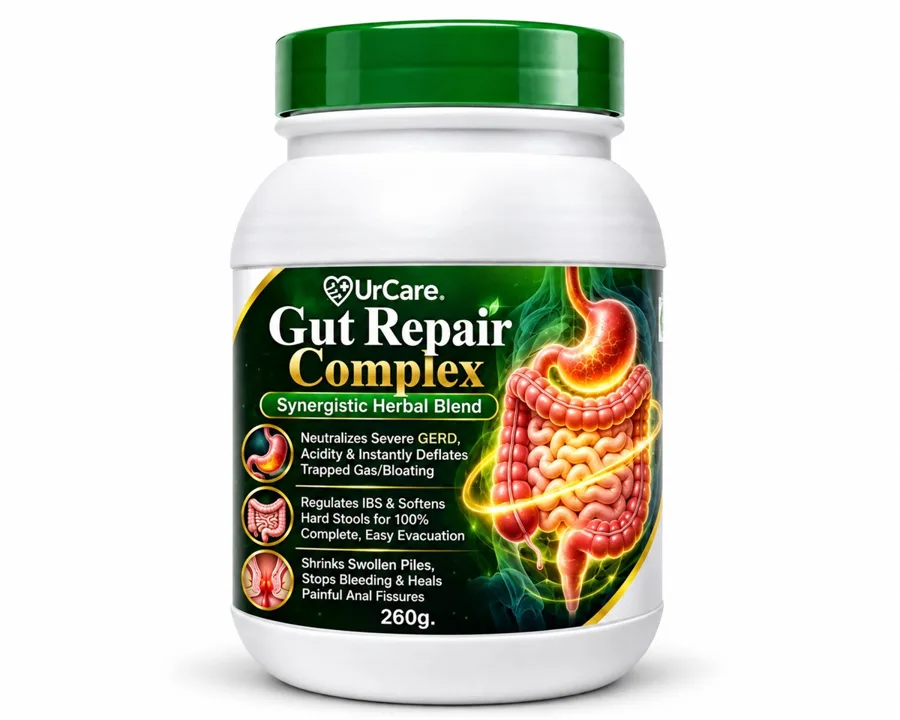 UrCare®
Gut Repair
Complex
Synergistic Herbal Blend
Neutralizes Severe GERD,
Acidity & Instantly Deflates
Trapped Gas/Bloating
Regulates IBS & Softens
Hard Stools for 100%
Complete, Easy Evacuation
Shrinks Swollen Piles,
Stops Bleeding & Heals
Painful Anal Fissures
260g.